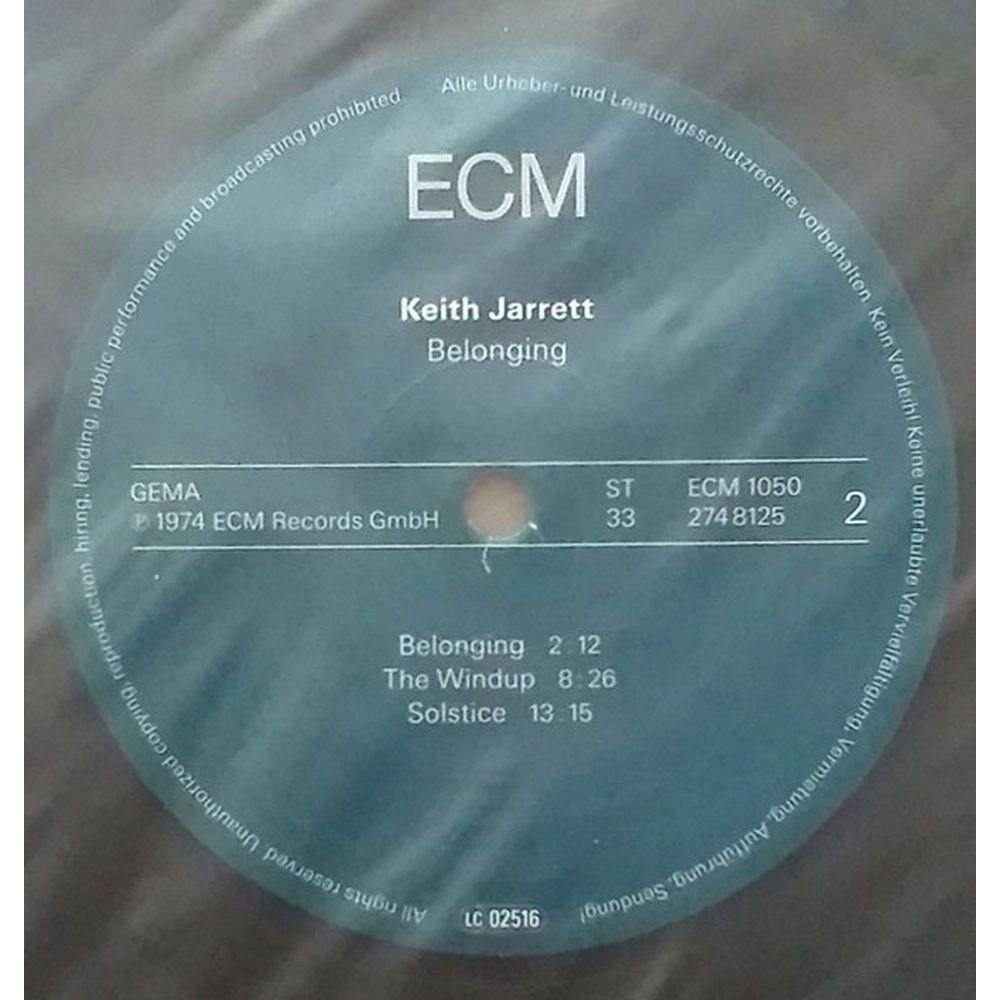 ECM
Keith Jarrett
Belonging
GEMA
℗ 1974 ECM Records GmbH
ST
33
ECM 1050
274 8125
2
Belonging 2:12
The Windup 8:26
Solstice 13:15
LC 02516
All rights reserved. Unauthorized copying, reproduction, hiring, lending, public performance and broadcasting prohibited.
Alle Urheber- und Leistungsschutzrechte vorbehalten. Kein Verleih! Keine unerlaubte Vervielfältigung, Vermietung, Aufführung, Sendung!